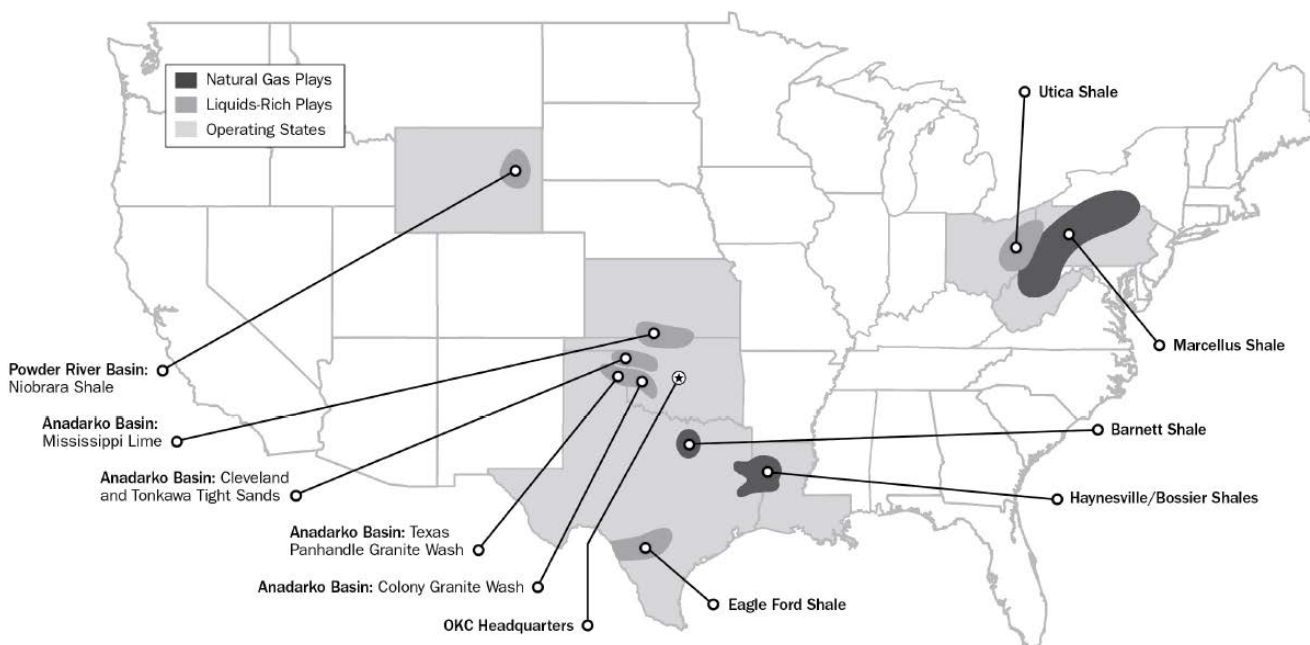 Natural Gas Plays
Liquids-Rich Plays
Operating States
Utica Shale
Marcellus Shale
Powder River Basin:
Niobrara Shale
Anadarko Basin:
Mississippi Lime
Barnett Shale
Anadarko Basin: Cleveland
and Tonkawa Tight Sands
Haynesville/Bossier Shales
Anadarko Basin: Texas
Panhandle Granite Wash
Anadarko Basin: Colony Granite Wash
Eagle Ford Shale
OKC Headquarters